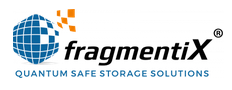 fragmentiX®
QUANTUM SAFE STORAGE SOLUTIONS